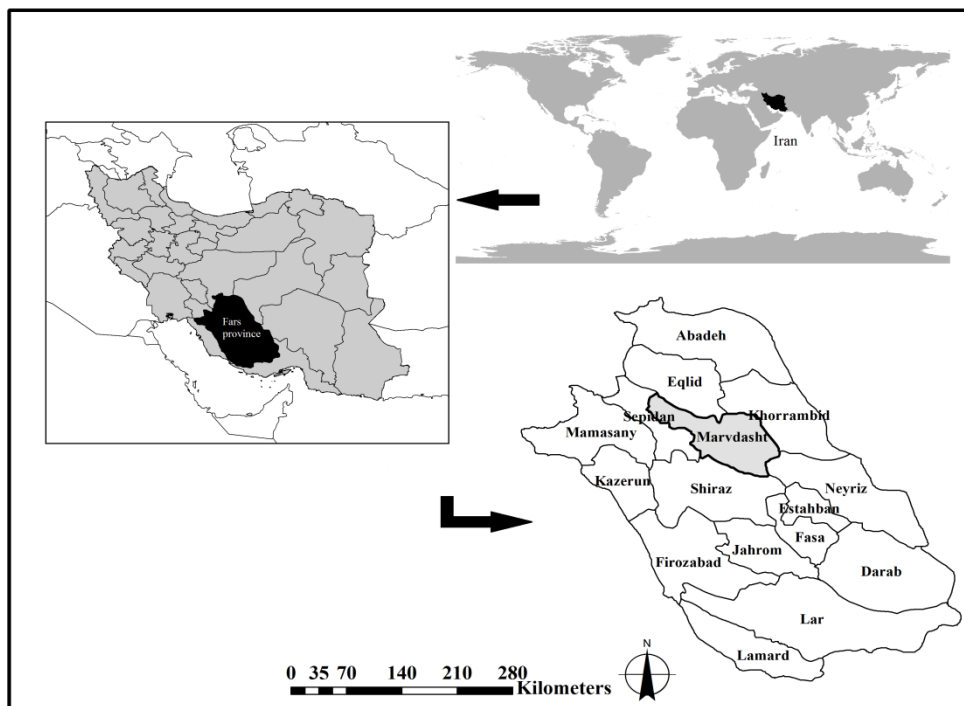 Iran
Fars
province
Abadeh
Eqlid
Khorrambid
Sepidan
Mamasany
Marvdasht
Kazerun
Shiraz
Neyriz
Estahban
Fasa
Jahrom
Firozabad
Darab
Lar
Lamard
N
0 35 70 140 210 280
Kilometers